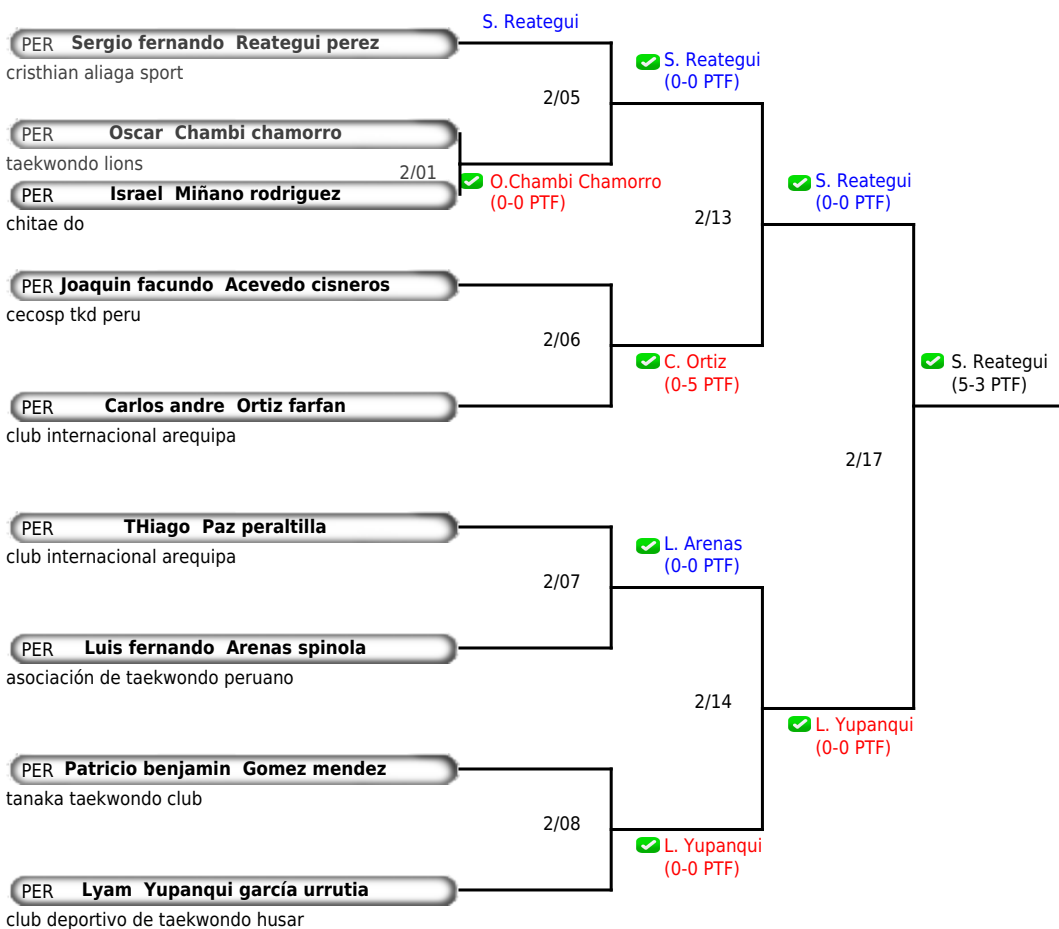 S. Reategui
PER Sergio fernando Reategui perez
cristhian aliaga sport
S. Reategui
(0-0 PTF)
2/05
PER Oscar Chambi chamorro
taekwondo lions
2/01
O.Chambi Chamorro
(0-0 PTF)
PER Israel Miñano rodriguez
chitae do
S. Reategui
(0-0 PTF)
2/13
PER Joaquin facundo Acevedo cisneros
cecosp tkd peru
2/06
C. Ortiz
(0-5 PTF)
S. Reategui
(5-3 PTF)
PER Carlos andre Ortiz farfan
club internacional arequipa
2/17
PER THiago Paz peraltilla
club internacional arequipa
L. Arenas
(0-0 PTF)
2/07
PER Luis fernando Arenas spinola
asociación de taekwondo peruano
2/14
L. Yupanqui
(0-0 PTF)
PER Patricio benjamin Gomez mendez
tanaka taekwondo club
2/08
L. Yupanqui
(0-0 PTF)
PER Lyam Yupanqui garcía urrutia
club deportivo de taekwondo husar